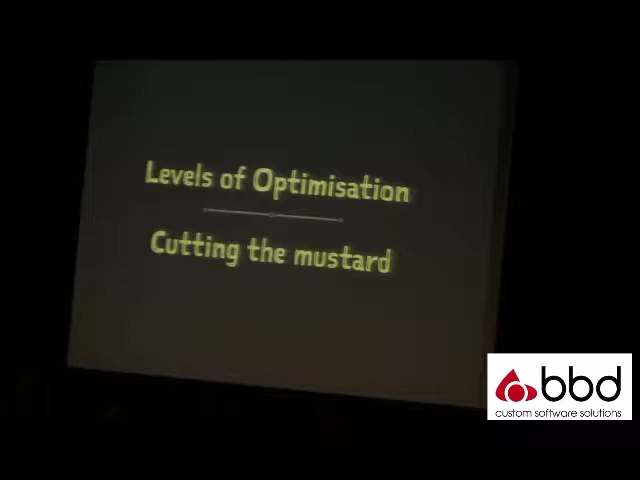 Levels of Optimisation
Cutting the mustard
bbd
custom software solutions